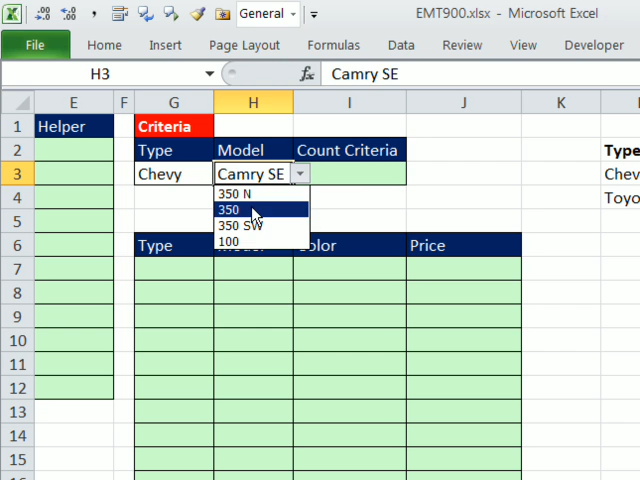 General
EMT900.xlsx - Microsoft Excel
File Home Insert Page Layout Formulas Data Review View Developer
H3 fx Camry SE
E F G H I J K
1 Helper Criteria
2 Type Model Count Criteria Type
3 Chevy Camry SE Chev
4 350 N Toyo
350
5 350 SW
100
6 Type Model Color Price
7
8
9
10
11
12
13
14
15